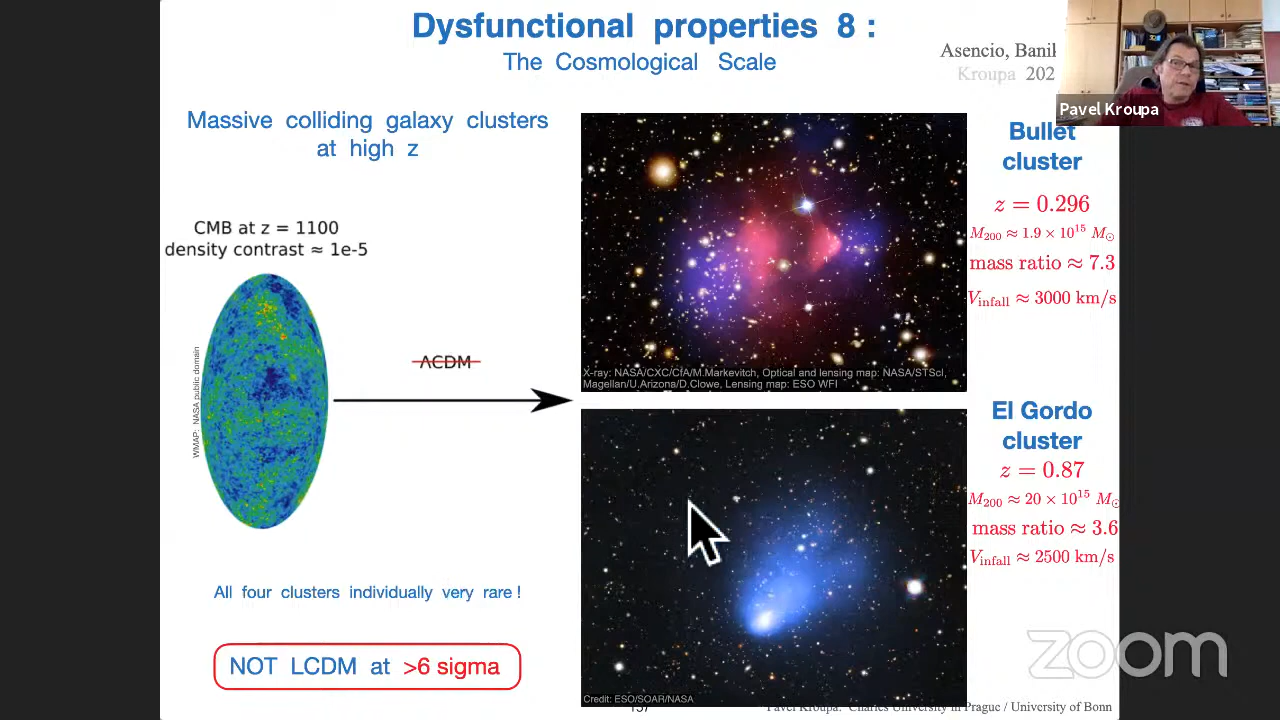 Dysfunctional properties 8 :
The Cosmological Scale
Asencio, Banil
Kroupa 202
Pavel Kroupa
Massive colliding galaxy clusters
at high z
CMB at z = 1100
density contrast ≈ 1e-5
WMAP: NASA public domain
ΛCDM
X-ray: NASA/CXC/CfA/M.Markevitch, Optical and lensing map: NASA/STScI,
Magellan/U.Arizona/D.Clowe, Lensing map: ESO WFI
Bullet
cluster
z = 0.296
M₂₀₀ ≈ 1.9 × 10¹⁵ M☉
mass ratio ≈ 7.3
V_infall ≈ 3000 km/s
El Gordo
cluster
z = 0.87
M₂₀₀ ≈ 20 × 10¹⁵ M☉
mass ratio ≈ 3.6
V_infall ≈ 2500 km/s
All four clusters individually very rare !
NOT LCDM at >6 sigma
Credit: ESO/SOAR/NASA
zoom
Pavel Kroupa: Charles University in Prague / University of Bonn